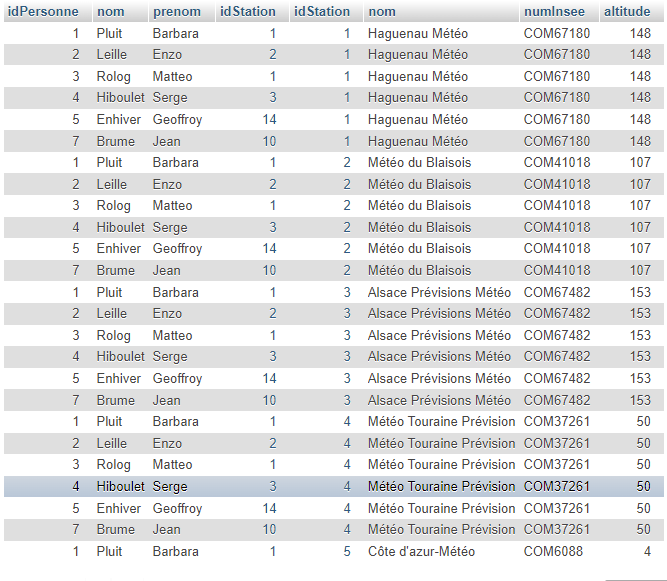 idPersonne nom prenom idStation idStation nom numInsee altitude
1 Pluit Barbara 1 1 Haguenau Météo COM67180 148
2 Leille Enzo 2 1 Haguenau Météo COM67180 148
3 Rolog Matteo 1 1 Haguenau Météo COM67180 148
4 Hiboulet Serge 3 1 Haguenau Météo COM67180 148
5 Enhiver Geoffroy 14 1 Haguenau Météo COM67180 148
7 Brume Jean 10 1 Haguenau Météo COM67180 148
1 Pluit Barbara 1 2 Météo du Blaisois COM41018 107
2 Leille Enzo 2 2 Météo du Blaisois COM41018 107
3 Rolog Matteo 1 2 Météo du Blaisois COM41018 107
4 Hiboulet Serge 3 2 Météo du Blaisois COM41018 107
5 Enhiver Geoffroy 14 2 Météo du Blaisois COM41018 107
7 Brume Jean 10 2 Météo du Blaisois COM41018 107
1 Pluit Barbara 1 3 Alsace Prévisions Météo COM67482 153
2 Leille Enzo 2 3 Alsace Prévisions Météo COM67482 153
3 Rolog Matteo 1 3 Alsace Prévisions Météo COM67482 153
4 Hiboulet Serge 3 3 Alsace Prévisions Météo COM67482 153
5 Enhiver Geoffroy 14 3 Alsace Prévisions Météo COM67482 153
7 Brume Jean 10 3 Alsace Prévisions Météo COM67482 153
1 Pluit Barbara 1 4 Météo Touraine Prévision COM37261 50
2 Leille Enzo 2 4 Météo Touraine Prévision COM37261 50
3 Rolog Matteo 1 4 Météo Touraine Prévision COM37261 50
4 Hiboulet Serge 3 4 Météo Touraine Prévision COM37261 50
5 Enhiver Geoffroy 14 4 Météo Touraine Prévision COM37261 50
7 Brume Jean 10 4 Météo Touraine Prévision COM37261 50
1 Pluit Barbara 1 5 Côte d'azur-Météo COM6088 4